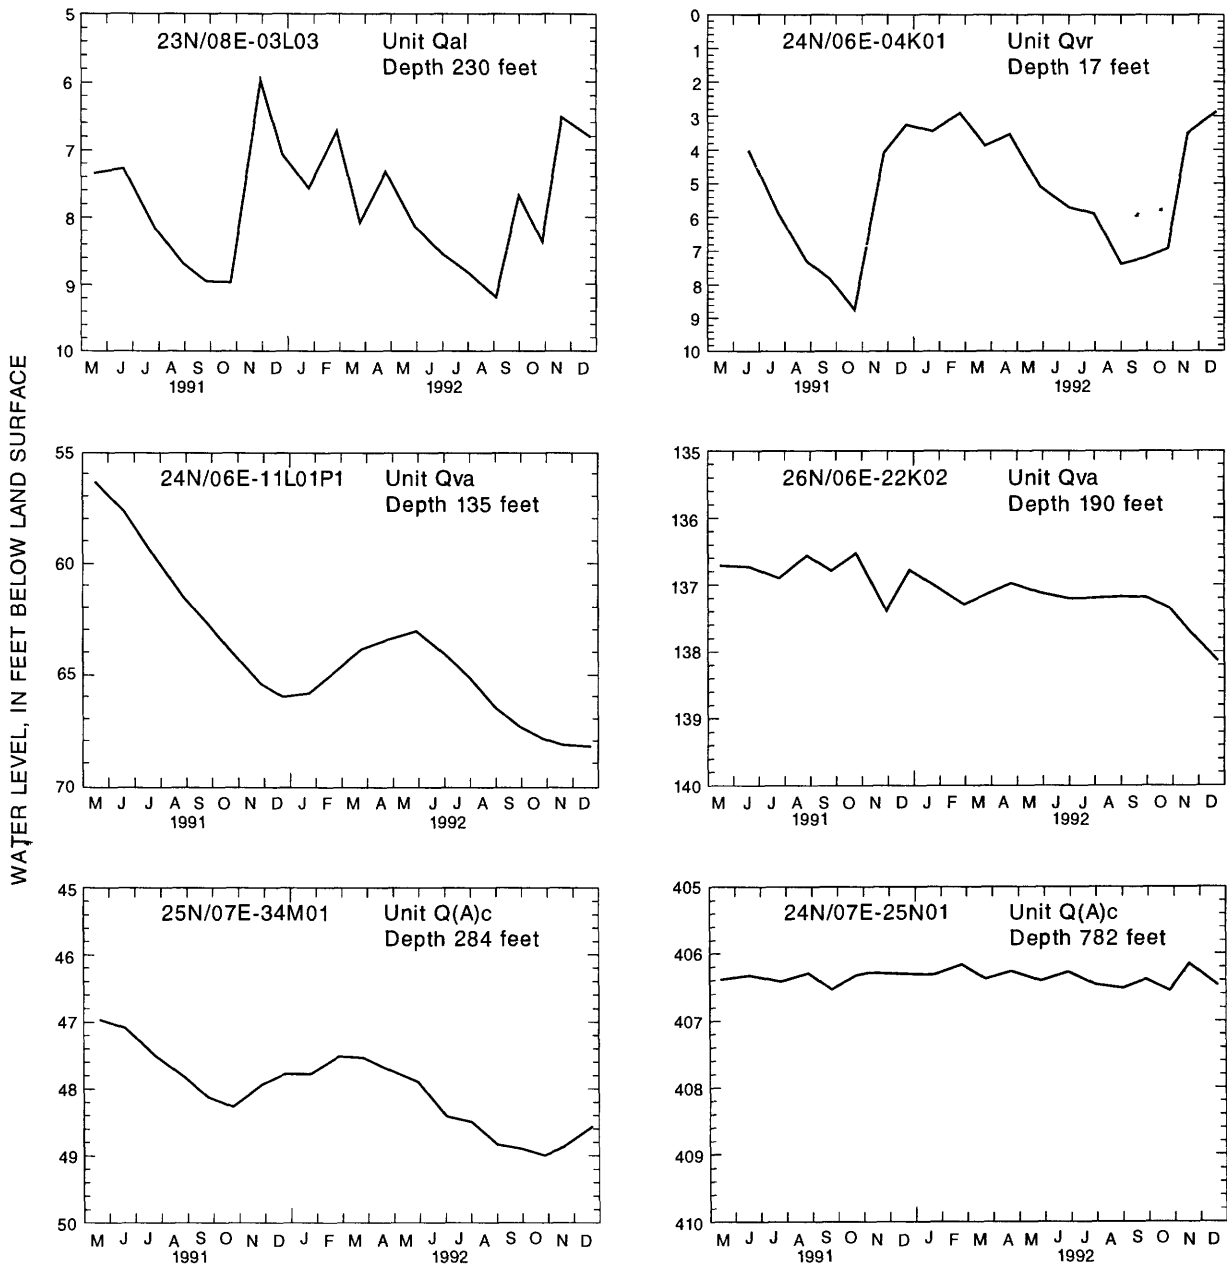 WATER LEVEL, IN FEET BELOW LAND SURFACE
23N/08E-03L03 Unit Qal
Depth 230 feet
5
6
7
8
9
10
M J J A S O N D J F M A M J J A S O N D
1991 1992
24N/06E-04K01 Unit Qvr
Depth 17 feet
0
1
2
3
4
5
6
7
8
9
10
M J J A S O N D J F M A M J J A S O N D
1991 1992
24N/06E-11L01P1 Unit Qva
Depth 135 feet
55
60
65
70
M J J A S O N D J F M A M J J A S O N D
1991 1992
26N/06E-22K02 Unit Qva
Depth 190 feet
135
136
137
138
139
140
M J J A S O N D J F M A M J J A S O N D
1991 1992
25N/07E-34M01 Unit Q(A)c
Depth 284 feet
45
46
47
48
49
50
M J J A S O N D J F M A M J J A S O N D
1991 1992
24N/07E-25N01 Unit Q(A)c
Depth 782 feet
405
406
407
408
409
410
M J J A S O N D J F M A M J J A S O N D
1991 1992